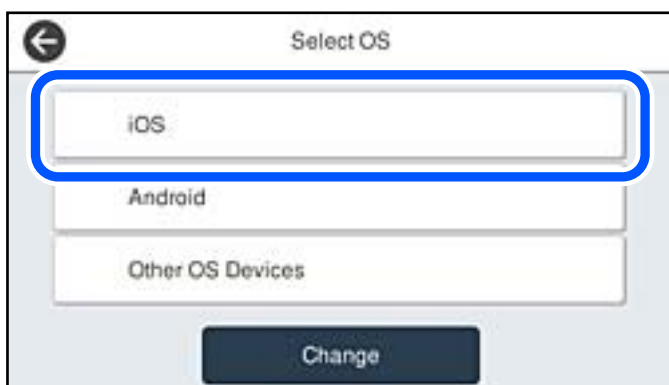 Select OS
iOS
Android
Other OS Devices
Change